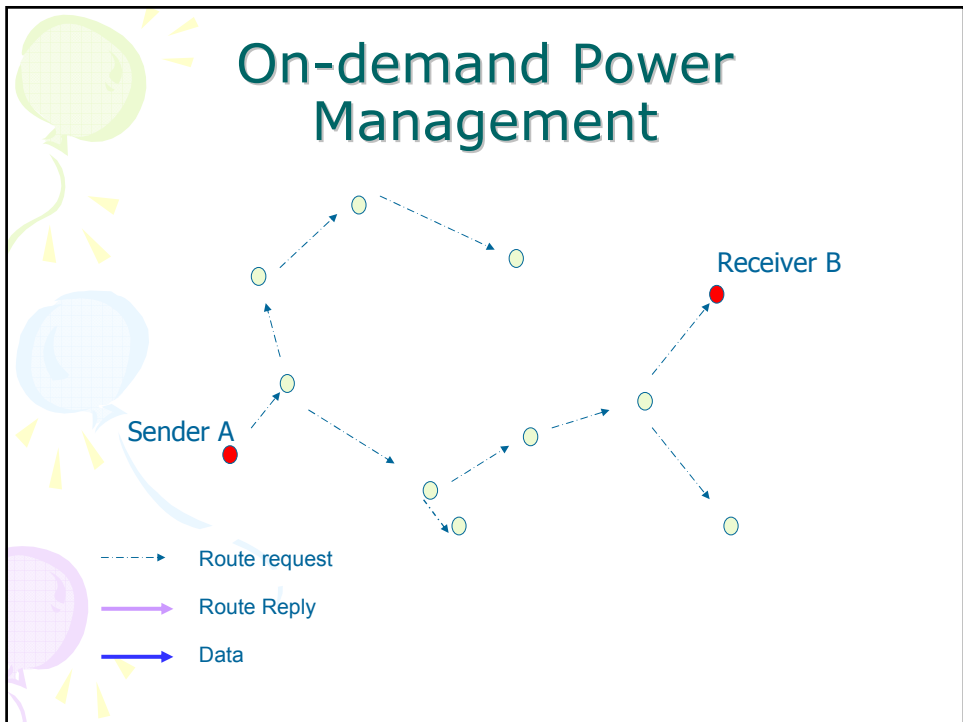 On-demand Power
Management
Receiver B
Sender A
Route request
Route Reply
Data